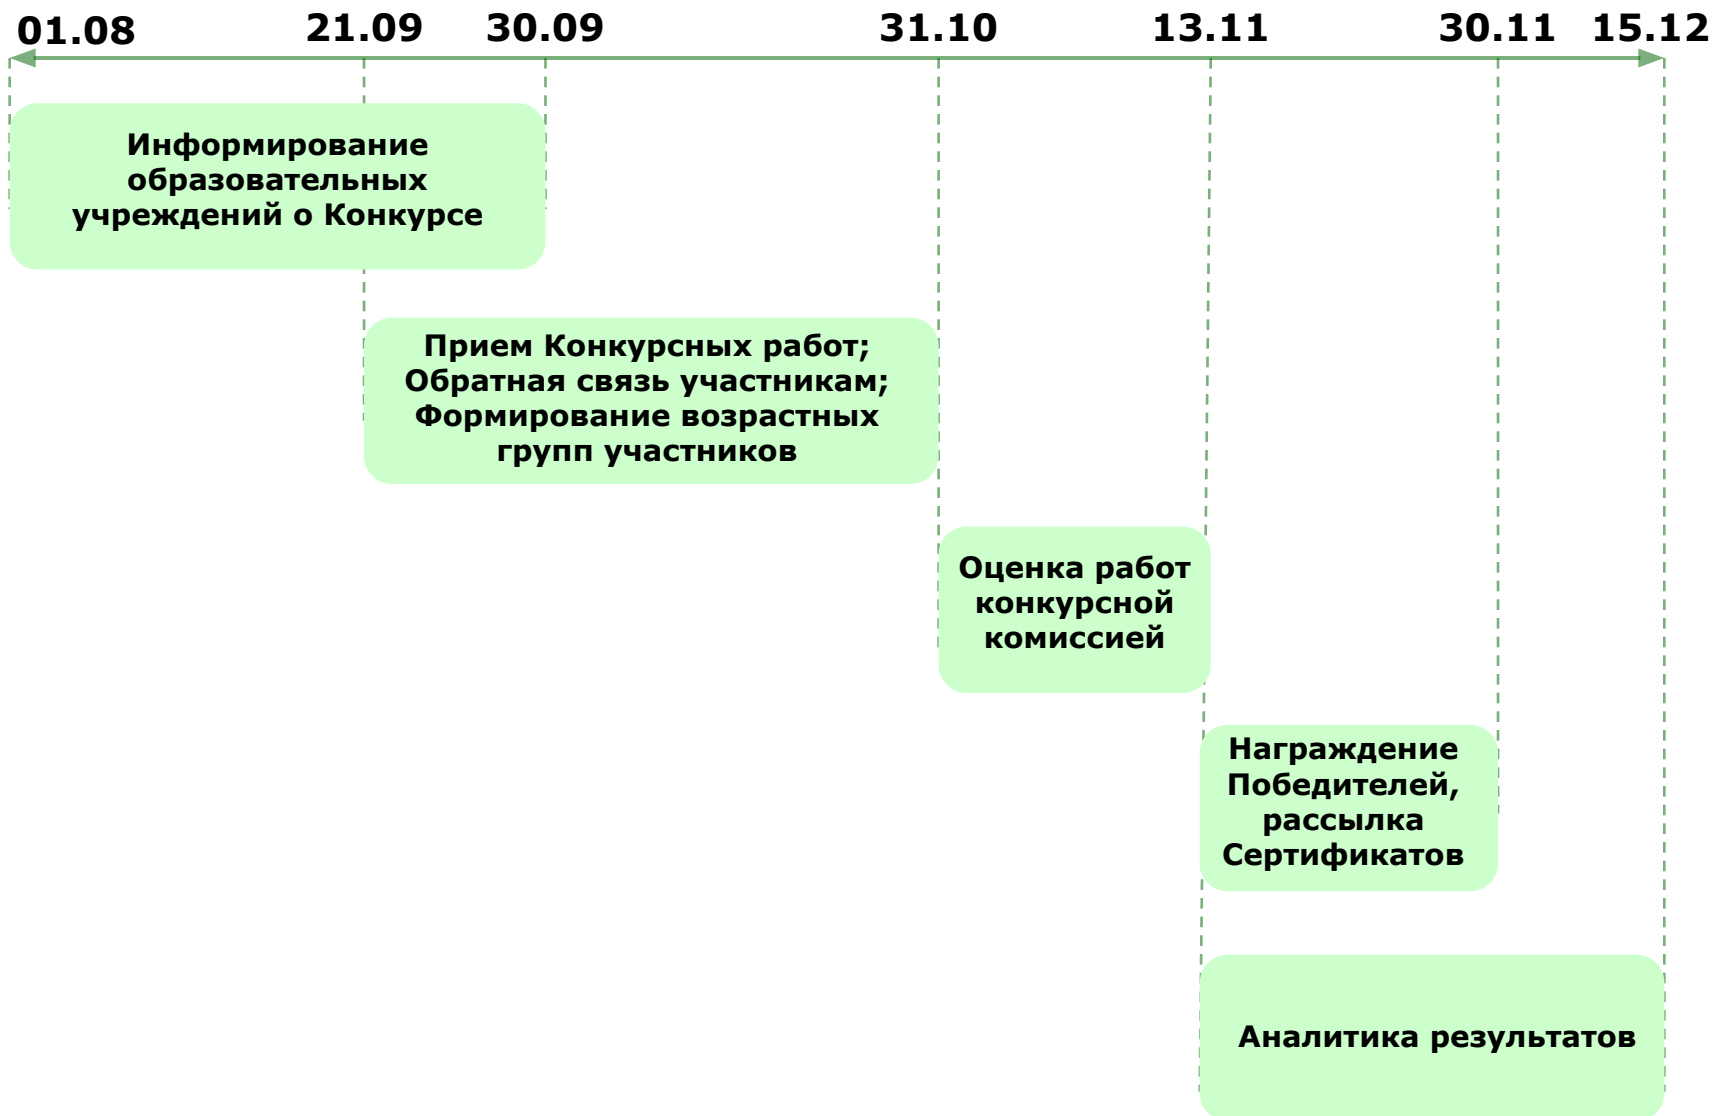 01.08 21.09 30.09 31.10 13.11 30.11 15.12
Информирование
образовательных
учреждений о Конкурсе
Прием Конкурсных работ;
Обратная связь участникам;
Формирование возрастных
групп участников
Оценка работ
конкурсной
комиссией
Награждение
Победителей,
рассылка
Сертификатов
Аналитика результатов